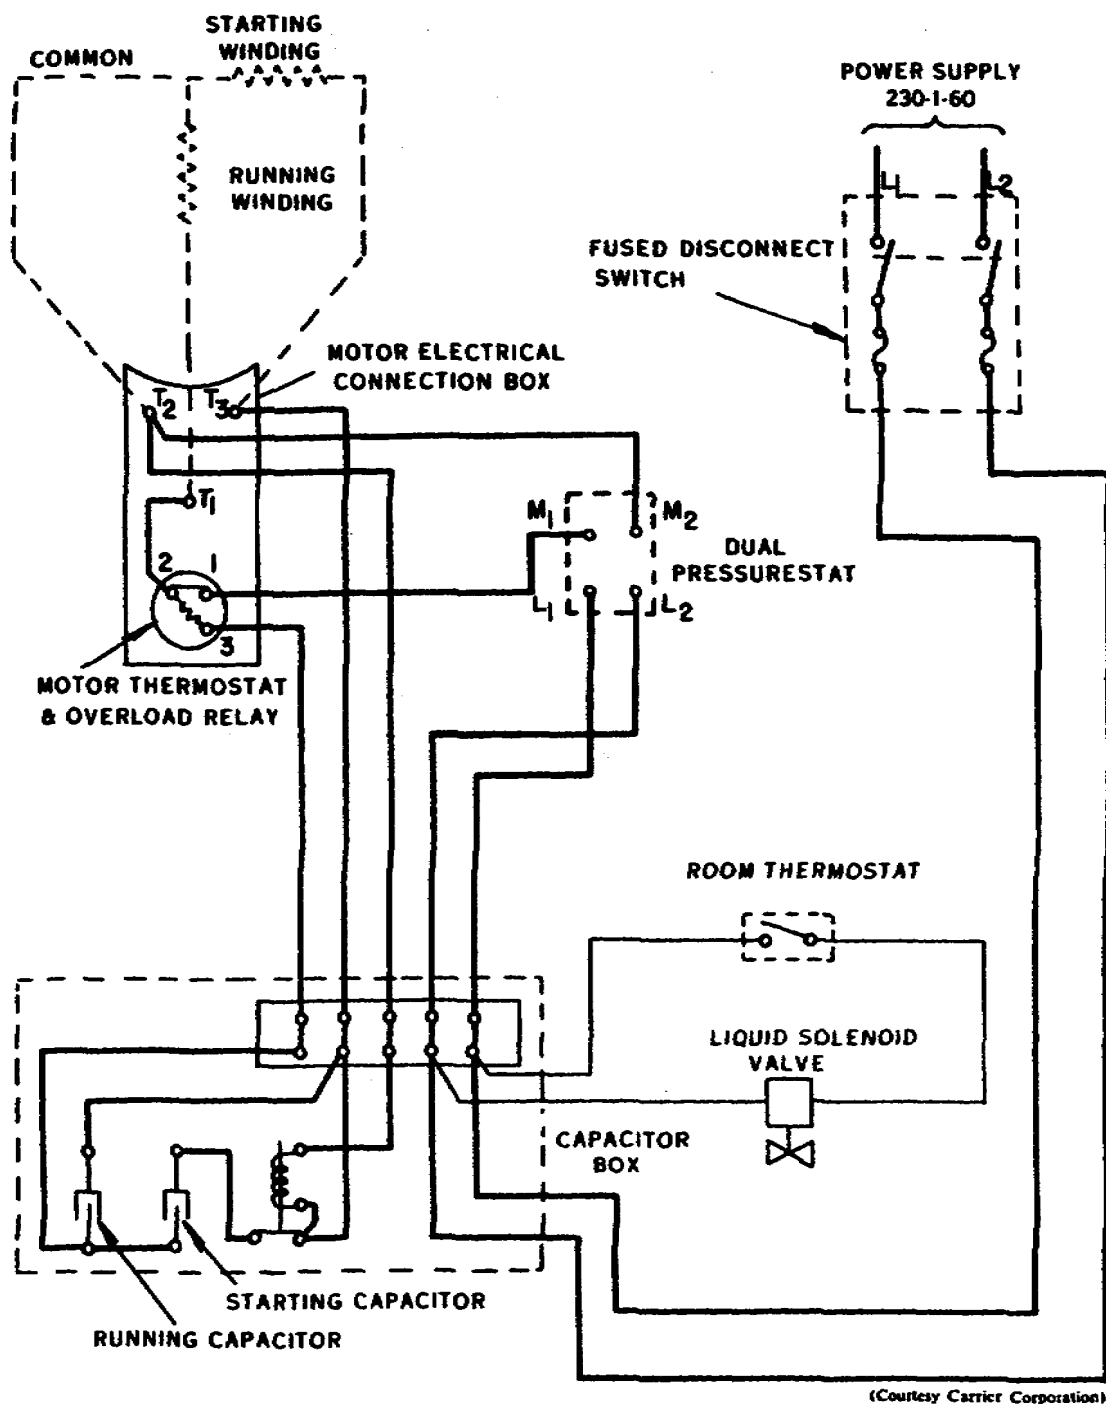 STARTING
WINDING
COMMON
RUNNING
WINDING
POWER SUPPLY
230-1-60
L1
L2
FUSED DISCONNECT
SWITCH
MOTOR ELECTRICAL
CONNECTION BOX
T2
T3
T1
M1
M2
DUAL
PRESSURESTAT
2
1
L1
L2
3
MOTOR THERMOSTAT
& OVERLOAD RELAY
ROOM THERMOSTAT
LIQUID SOLENOID
VALVE
CAPACITOR
BOX
STARTING CAPACITOR
RUNNING CAPACITOR
(Courtesy Carrier Corporation)